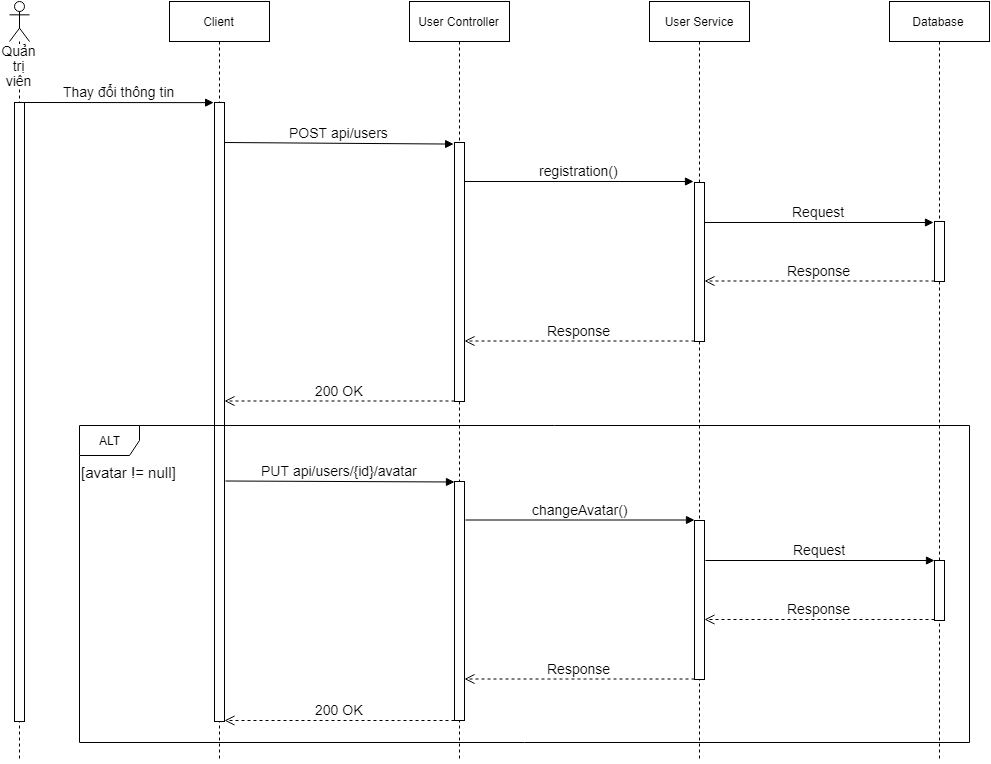 Client
User Controller
User Service
Database
Quản
trị
viên
Thay đổi thông tin
POST api/users
registration()
Request
Response
Response
200 OK
ALT
[avatar != null]
PUT api/users/{id}/avatar
changeAvatar()
Request
Response
Response
200 OK